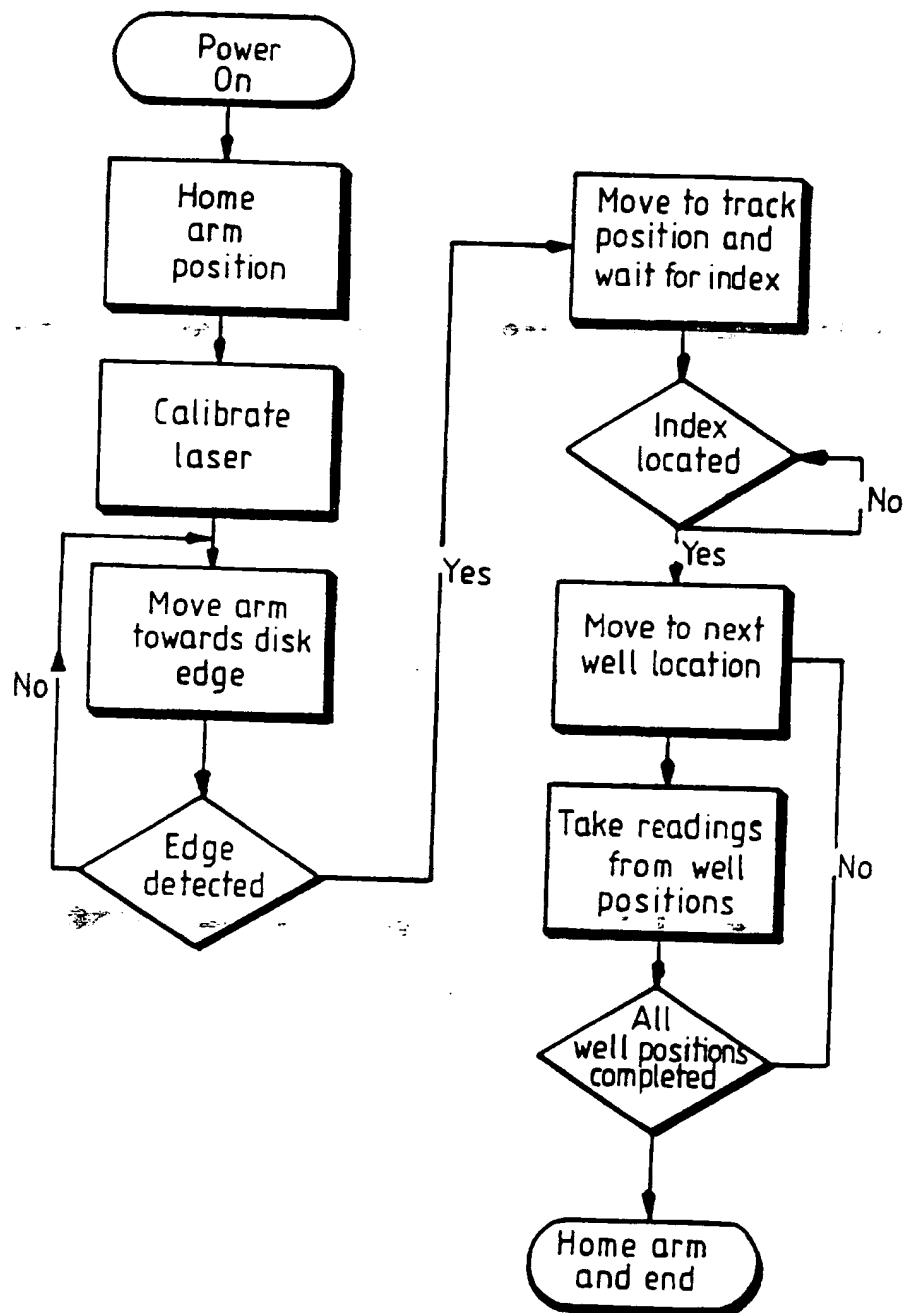 Power
On
Home
arm
position
Calibrate
laser
Move arm
towards disk
edge
No
Edge
detected
Yes
Move to track
position and
wait for index
Index
located
No
Yes
Move to next
well location
Take readings
from well
positions
No
All
well positions
completed
Home arm
and end